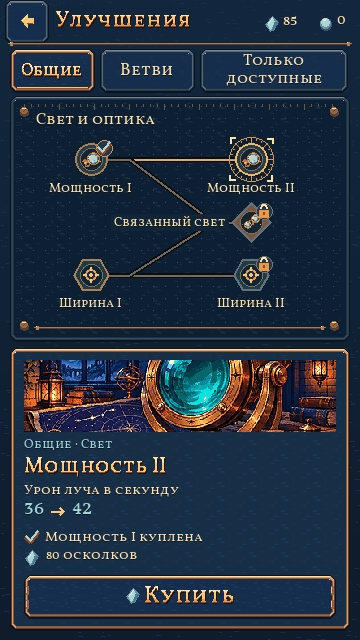 Улучшения
85
0
Общие
Ветви
Только
доступные
Свет и оптика
Мощность I
Мощность II
Связанный свет
Ширина I
Ширина II
Общие · Свет
Мощность II
Урон луча в секунду
36 → 42
Мощность I куплена
80 осколков
Купить